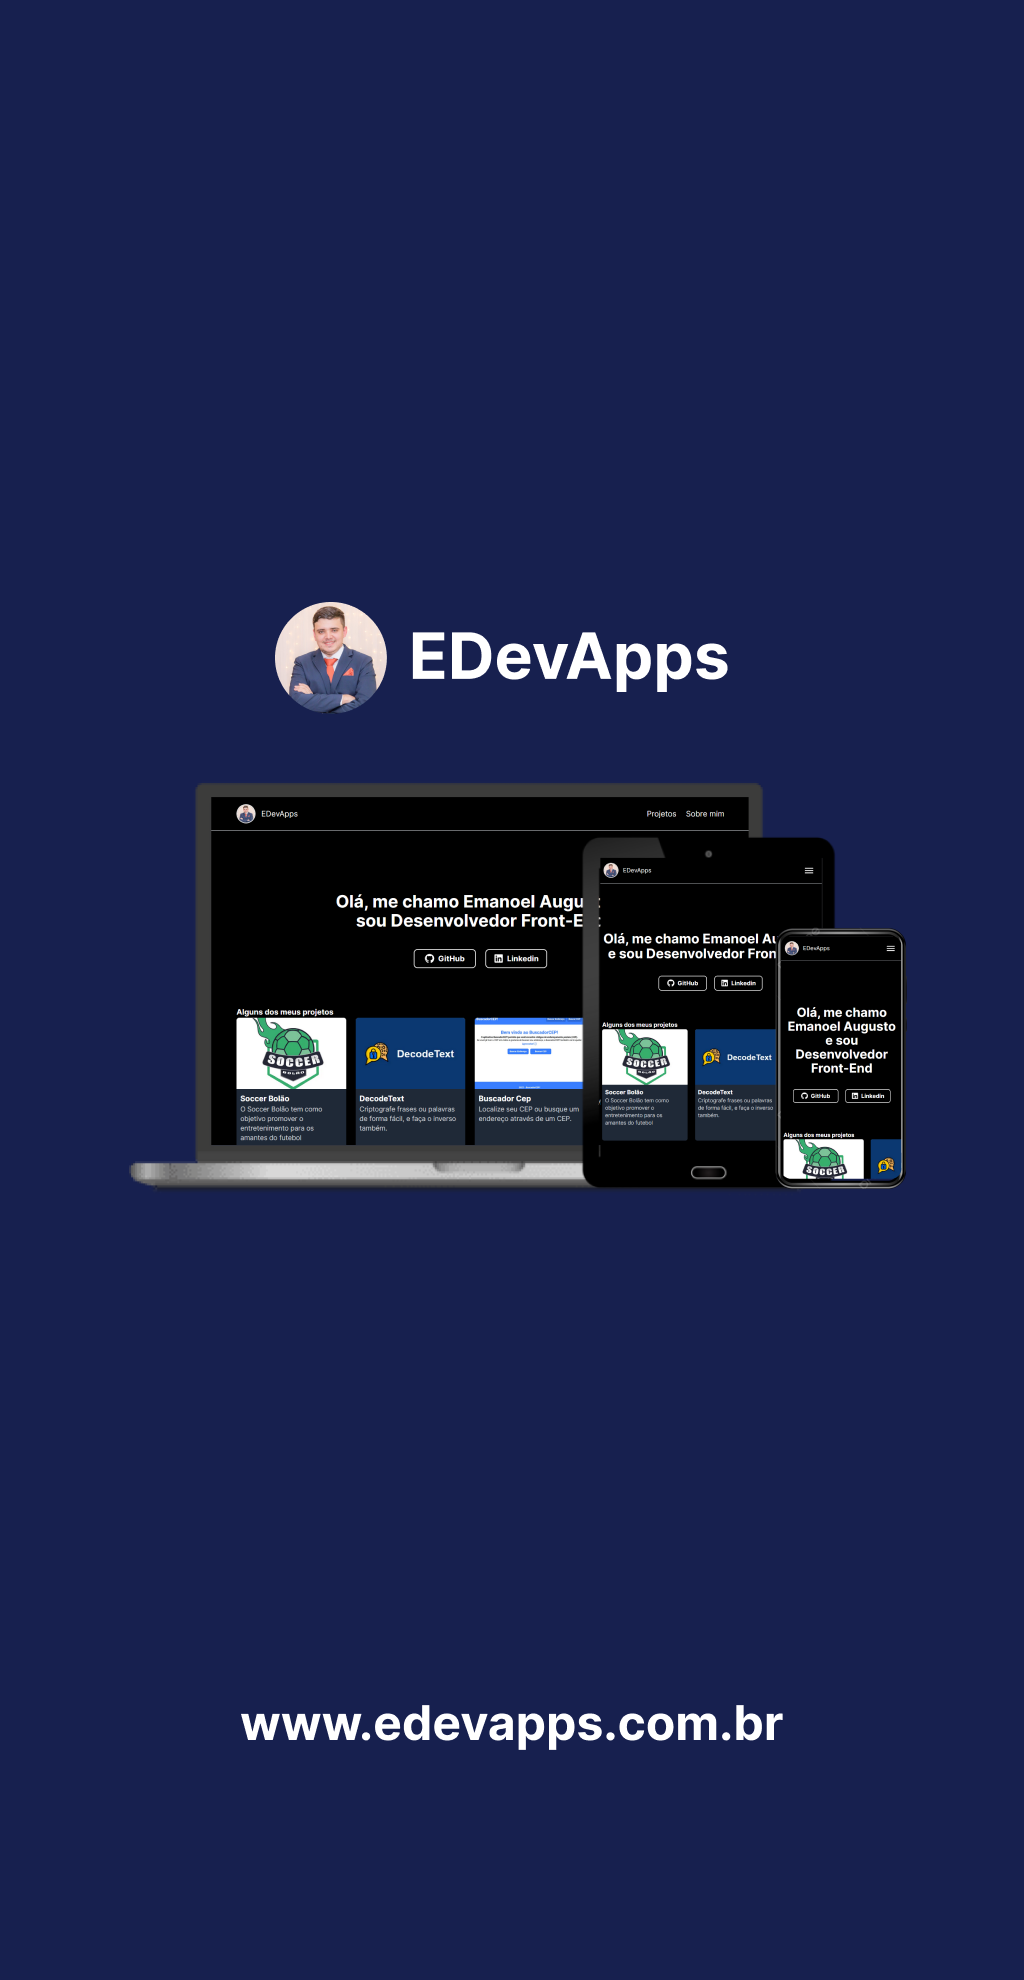 EDevApps
EDevApps
Projetos Sobre mim
Olá, me chamo Emanoel Augu
sou Desenvolvedor Front-E
GitHub Linkedin
Alguns dos meus projetos
SOCCER
BOLÃO
DecodeText
Bem vindo ao BuscadorCEP!
Soccer Bolão
O Soccer Bolão tem como
objetivo promover o
entretenimento para os
amantes do futebol
DecodeText
Criptografe frases ou palavras
de forma fácil, e faça o inverso
também.
Buscador Cep
Localize seu CEP ou busque um
endereço através de um CEP.
EDevApps
Olá, me chamo Emanoel Au
e sou Desenvolvedor Fron
GitHub Linkedin
Alguns dos meus projetos
SOCCER
BOLÃO
DecodeText
Soccer Bolão
O Soccer Bolão tem como
objetivo promover o
entretenimento para os
amantes do futebol
DecodeText
Criptografe frases ou palavras
de forma fácil, e faça o inverso
também.
EDevApps
Olá, me chamo
Emanoel Augusto
e sou
Desenvolvedor
Front-End
GitHub Linkedin
Alguns dos meus projetos
SOCCER
www.edevapps.com.br